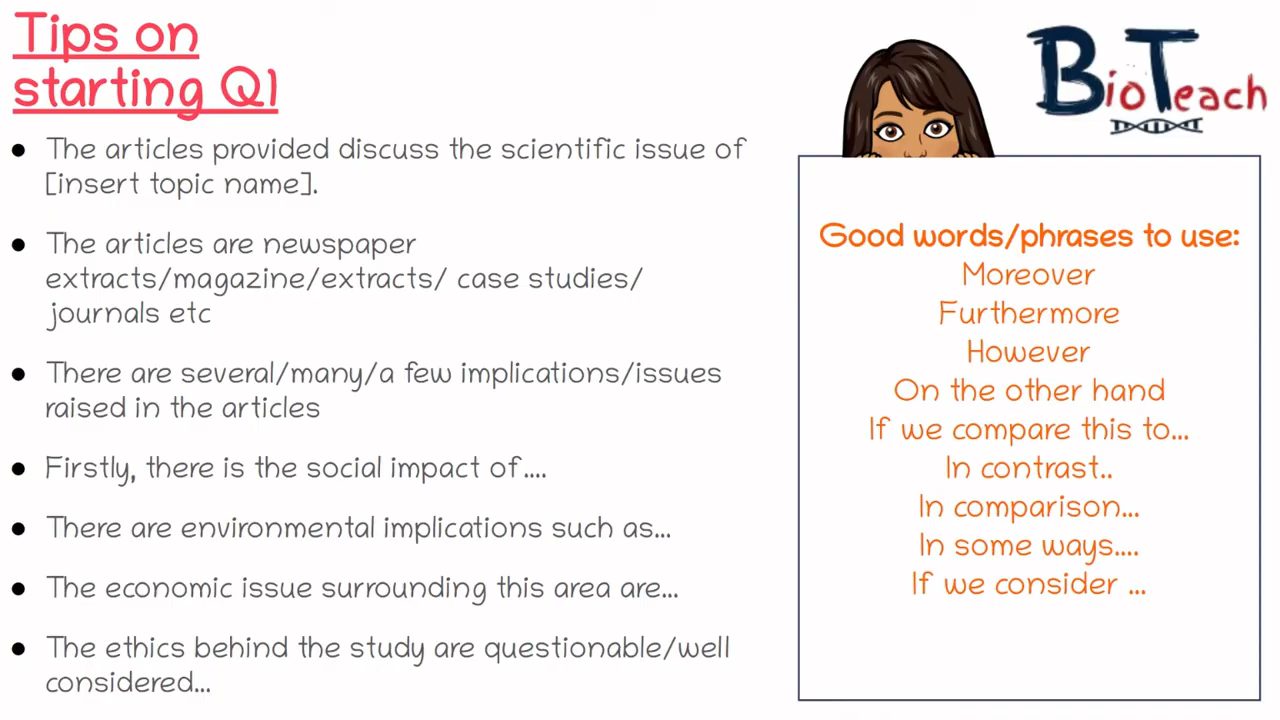 Tips on
starting Q1
● The articles provided discuss the scientific issue of
[insert topic name].
● The articles are newspaper
extracts/magazine/extracts/ case studies/
journals etc
● There are several/many/a few implications/issues
raised in the articles
● Firstly, there is the social impact of....
● There are environmental implications such as...
● The economic issue surrounding this area are...
● The ethics behind the study are questionable/well
considered...
BioTeach
Good words/phrases to use:
Moreover
Furthermore
However
On the other hand
If we compare this to...
In contrast..
In comparison...
In some ways....
If we consider ...